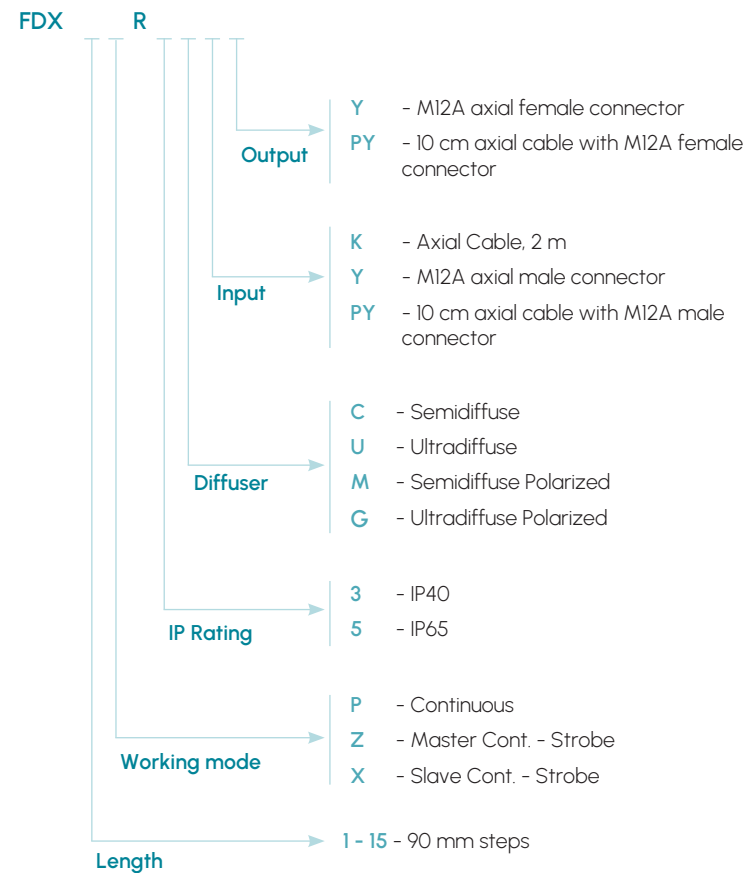 FDX R
Y - M12A axial female connector
PY - 10 cm axial cable with M12A female
connector
Output
K - Axial Cable, 2 m
Y - M12A axial male connector
PY - 10 cm axial cable with M12A male
connector
Input
C - Semidiffuse
U - Ultradiffuse
M - Semidiffuse Polarized
G - Ultradiffuse Polarized
Diffuser
3 - IP40
5 - IP65
IP Rating
P - Continuous
Z - Master Cont. - Strobe
X - Slave Cont. - Strobe
Working mode
1 - 15 - 90 mm steps
Length